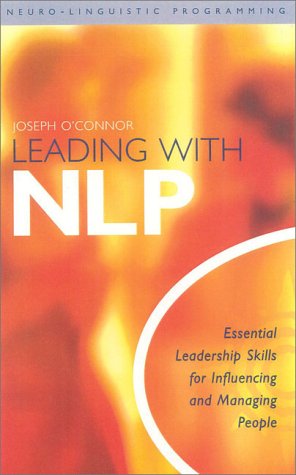 NEURO-LINGUISTIC PROGRAMMING
JOSEPH O'CONNOR
LEADING WITH
NLP
Essential
Leadership Skills
for Influencing
and Managing
People